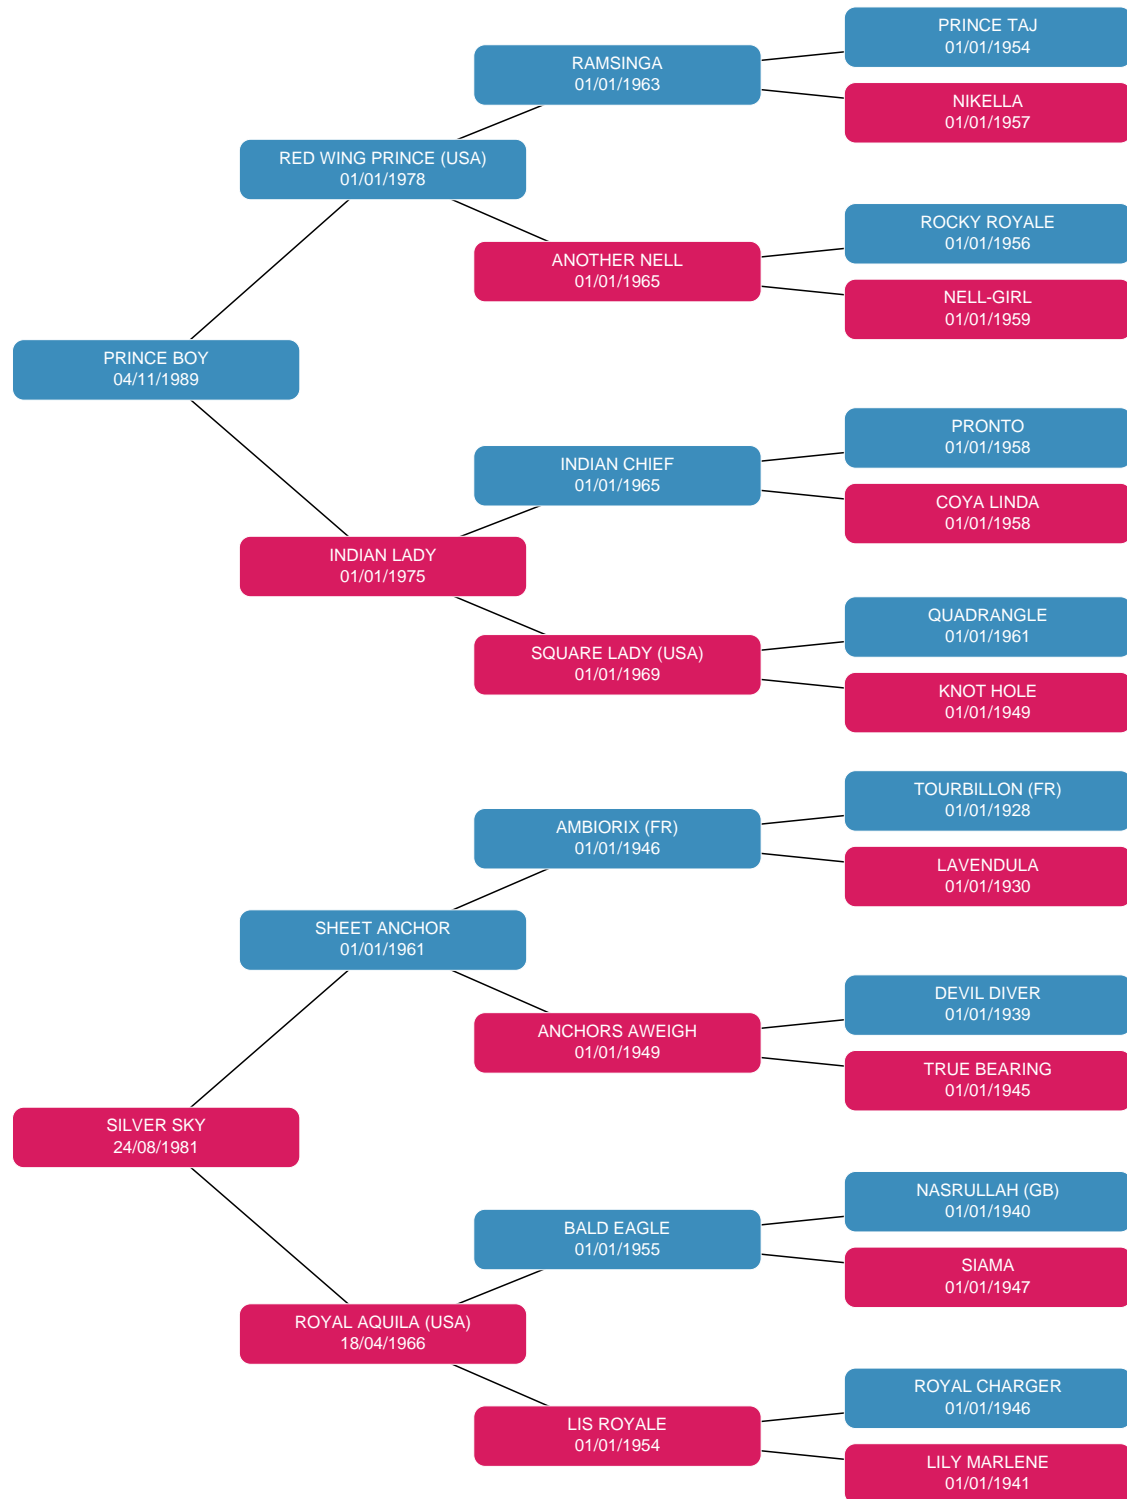 PRINCE TAJ
01/01/1954
RAMSINGA
01/01/1963
NIKELLA
01/01/1957
RED WING PRINCE (USA)
01/01/1978
ROCKY ROYALE
01/01/1956
ANOTHER NELL
01/01/1965
NELL-GIRL
01/01/1959
PRINCE BOY
04/11/1989
PRONTO
01/01/1958
INDIAN CHIEF
01/01/1965
COYA LINDA
01/01/1958
INDIAN LADY
01/01/1975
QUADRANGLE
01/01/1961
SQUARE LADY (USA)
01/01/1969
KNOT HOLE
01/01/1949
TOURBILLON (FR)
01/01/1928
AMBIORIX (FR)
01/01/1946
LAVENDULA
01/01/1930
SHEET ANCHOR
01/01/1961
DEVIL DIVER
01/01/1939
ANCHORS AWEIGH
01/01/1949
TRUE BEARING
01/01/1945
SILVER SKY
24/08/1981
NASRULLAH (GB)
01/01/1940
BALD EAGLE
01/01/1955
SIAMA
01/01/1947
ROYAL AQUILA (USA)
18/04/1966
ROYAL CHARGER
01/01/1946
LIS ROYALE
01/01/1954
LILY MARLENE
01/01/1941